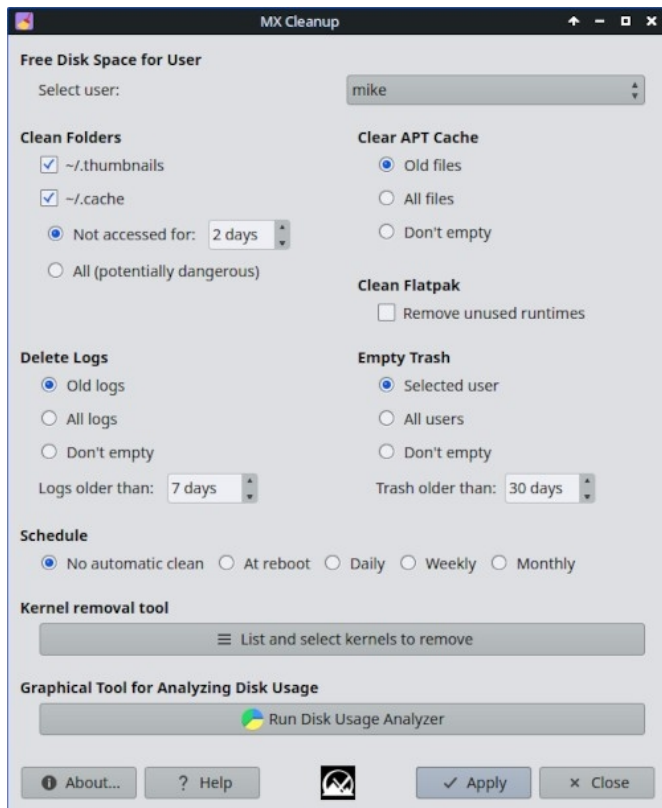 MX Cleanup
Free Disk Space for User
Select user: mike
Clean Folders
~/.thumbnails
~/.cache
Not accessed for: 2 days
All (potentially dangerous)
Clear APT Cache
Old files
All files
Don't empty
Clean Flatpak
Remove unused runtimes
Delete Logs
Old logs
All logs
Don't empty
Logs older than: 7 days
Empty Trash
Selected user
All users
Don't empty
Trash older than: 30 days
Schedule
No automatic clean At reboot Daily Weekly Monthly
Kernel removal tool
List and select kernels to remove
Graphical Tool for Analyzing Disk Usage
Run Disk Usage Analyzer
About... ? Help Apply Close